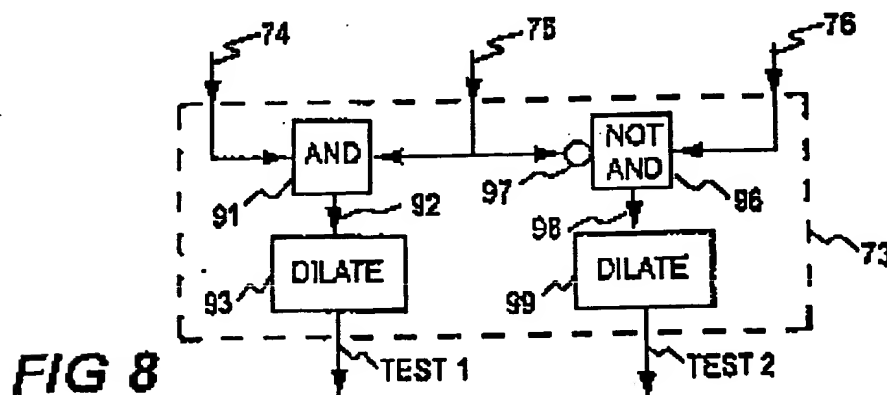 74 75 76
AND
NOT
AND
91 92 97 96
98
DILATE DILATE 73
93 99
TEST 1 TEST 2
FIG 8